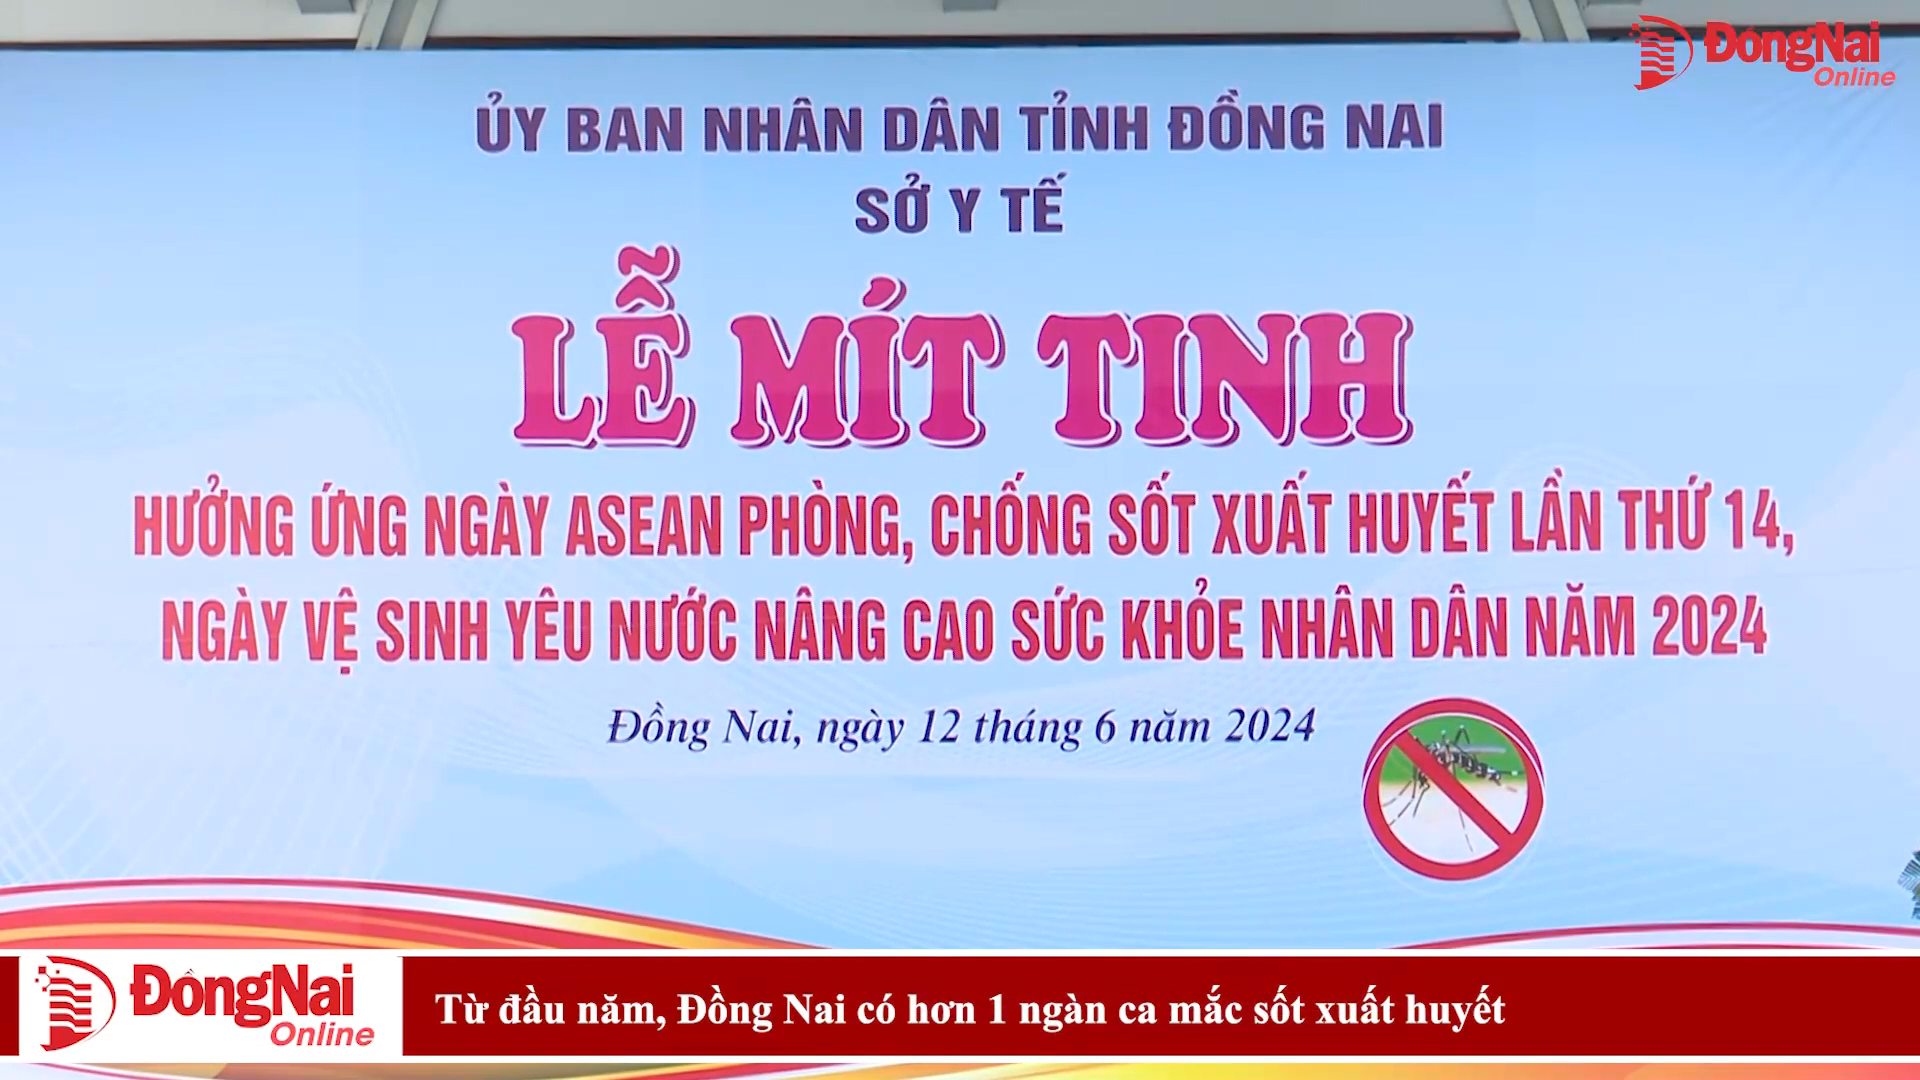 ĐồngNai
Online
ỦY BAN NHÂN DÂN TỈNH ĐỒNG NAI
SỞ Y TẾ
LỄ MÍT TINH
HƯỞNG ỨNG NGÀY ASEAN PHÒNG, CHỐNG SỐT XUẤT HUYẾT LẦN THỨ 14,
NGÀY VỆ SINH YÊU NƯỚC NÂNG CAO SỨC KHỎE NHÂN DÂN NĂM 2024
Đồng Nai, ngày 12 tháng 6 năm 2024
ĐồngNai
Online
Từ đầu năm, Đồng Nai có hơn 1 ngàn ca mắc sốt xuất huyết